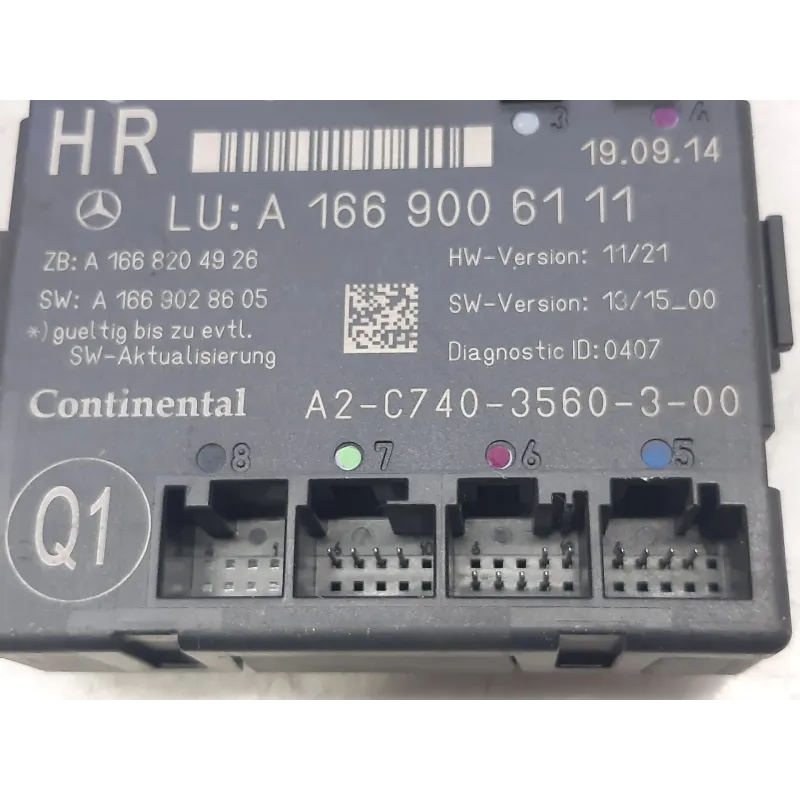 3 4
HR
19.09.14
LU: A 166 900 61 11
ZB: A 166 820 49 26
HW-Version: 11/21
SW: A 166 902 86 05
SW-Version: 13/15_00
*) gueltig bis zu evtl.
SW-Aktualisierung
Diagnostic ID:0407
Continental A2-C740-3560-3-00
8 7 6 5
Q1